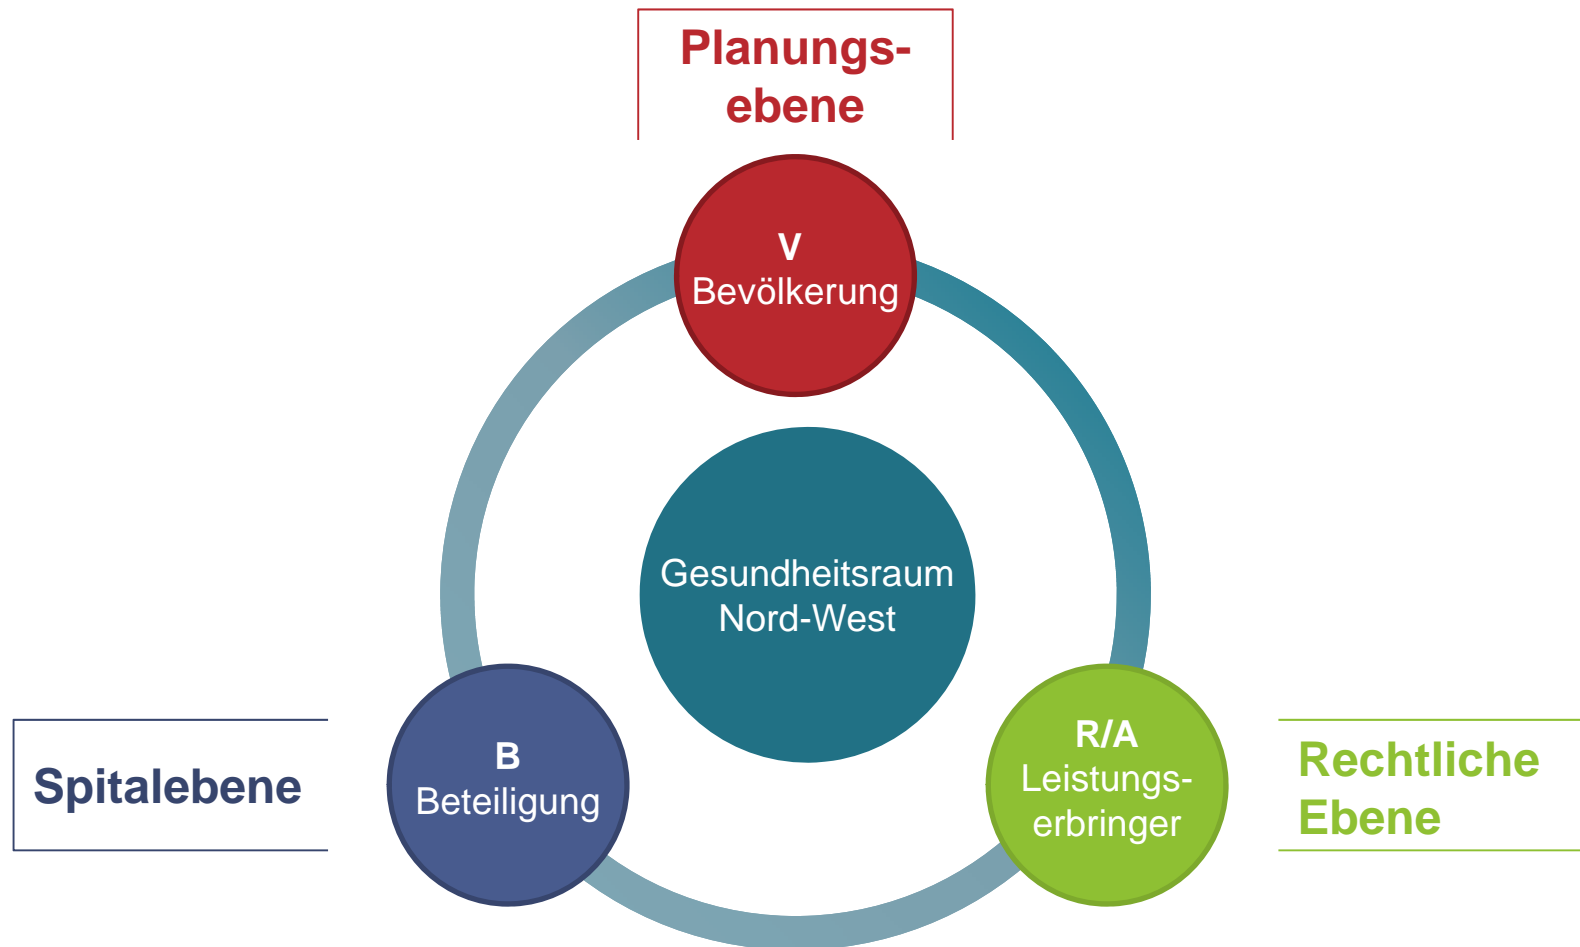 Planungs-
ebene
V
Bevölkerung
Gesundheitsraum
Nord-West
Spitalebene
B
Beteiligung
R/A
Leistungs-
erbringer
Rechtliche
Ebene